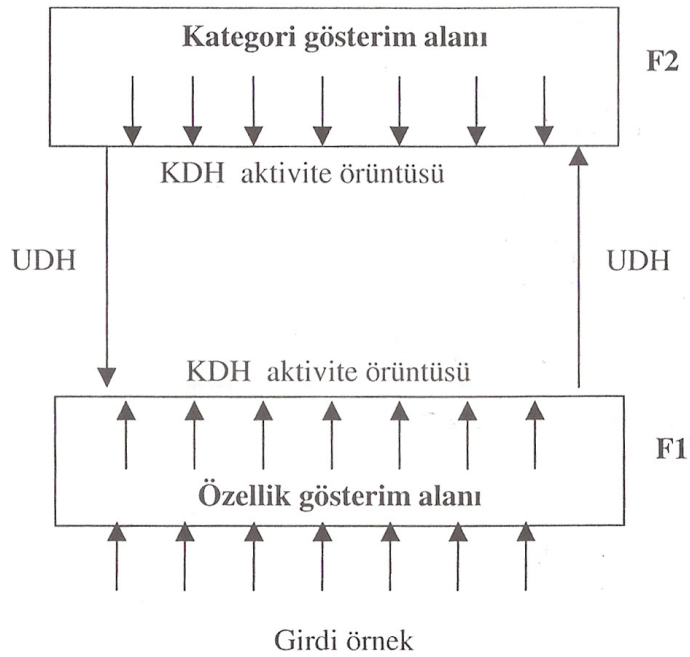 Kategori gösterim alanı
F2
KDH aktivite örüntüsü
UDH
UDH
KDH aktivite örüntüsü
F1
Özellik gösterim alanı
Girdi örnek